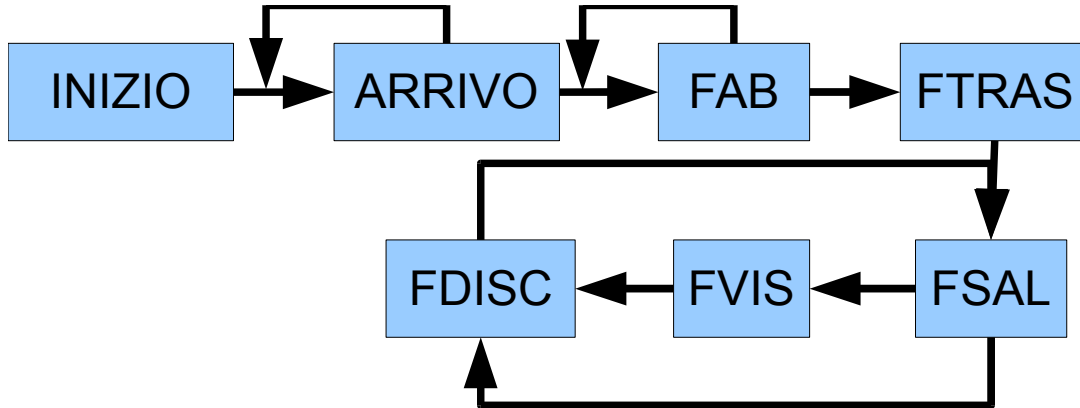 INIZIO
ARRIVO
FAB
FTRAS
FDISC
FVIS
FSAL